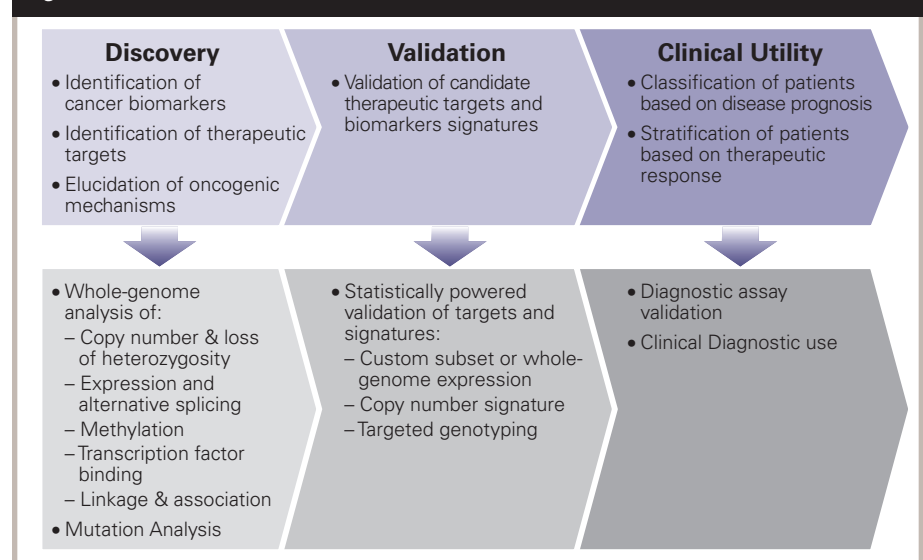 Discovery
• Identification of
cancer biomarkers
• Identification of therapeutic
targets
• Elucidation of oncogenic
mechanisms
Validation
• Validation of candidate
therapeutic targets and
biomarkers signatures
Clinical Utility
• Classification of patients
based on disease prognosis
• Stratification of patients
based on therapeutic
response
• Whole-genome
analysis of:
– Copy number & loss
of heterozygosity
– Expression and
alternative splicing
– Methylation
– Transcription factor
binding
– Linkage & association
• Mutation Analysis
• Statistically powered
validation of targets and
signatures:
– Custom subset or whole-
genome expression
– Copy number signature
– Targeted genotyping
• Diagnostic assay
validation
• Clinical Diagnostic use